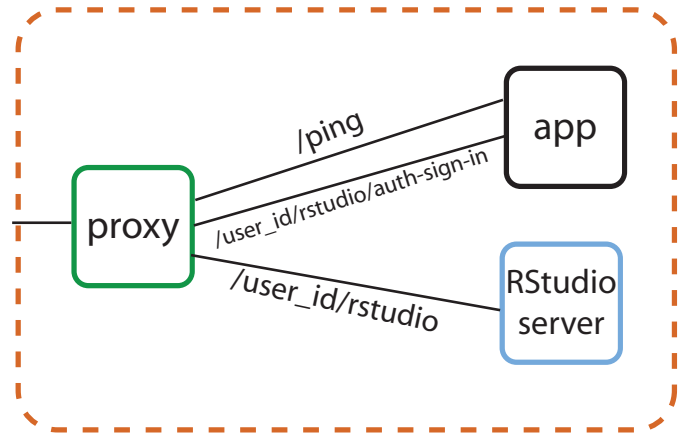 /ping
app
proxy
/user_id/rstudio/auth-sign-in
/user_id/rstudio
RStudio
server